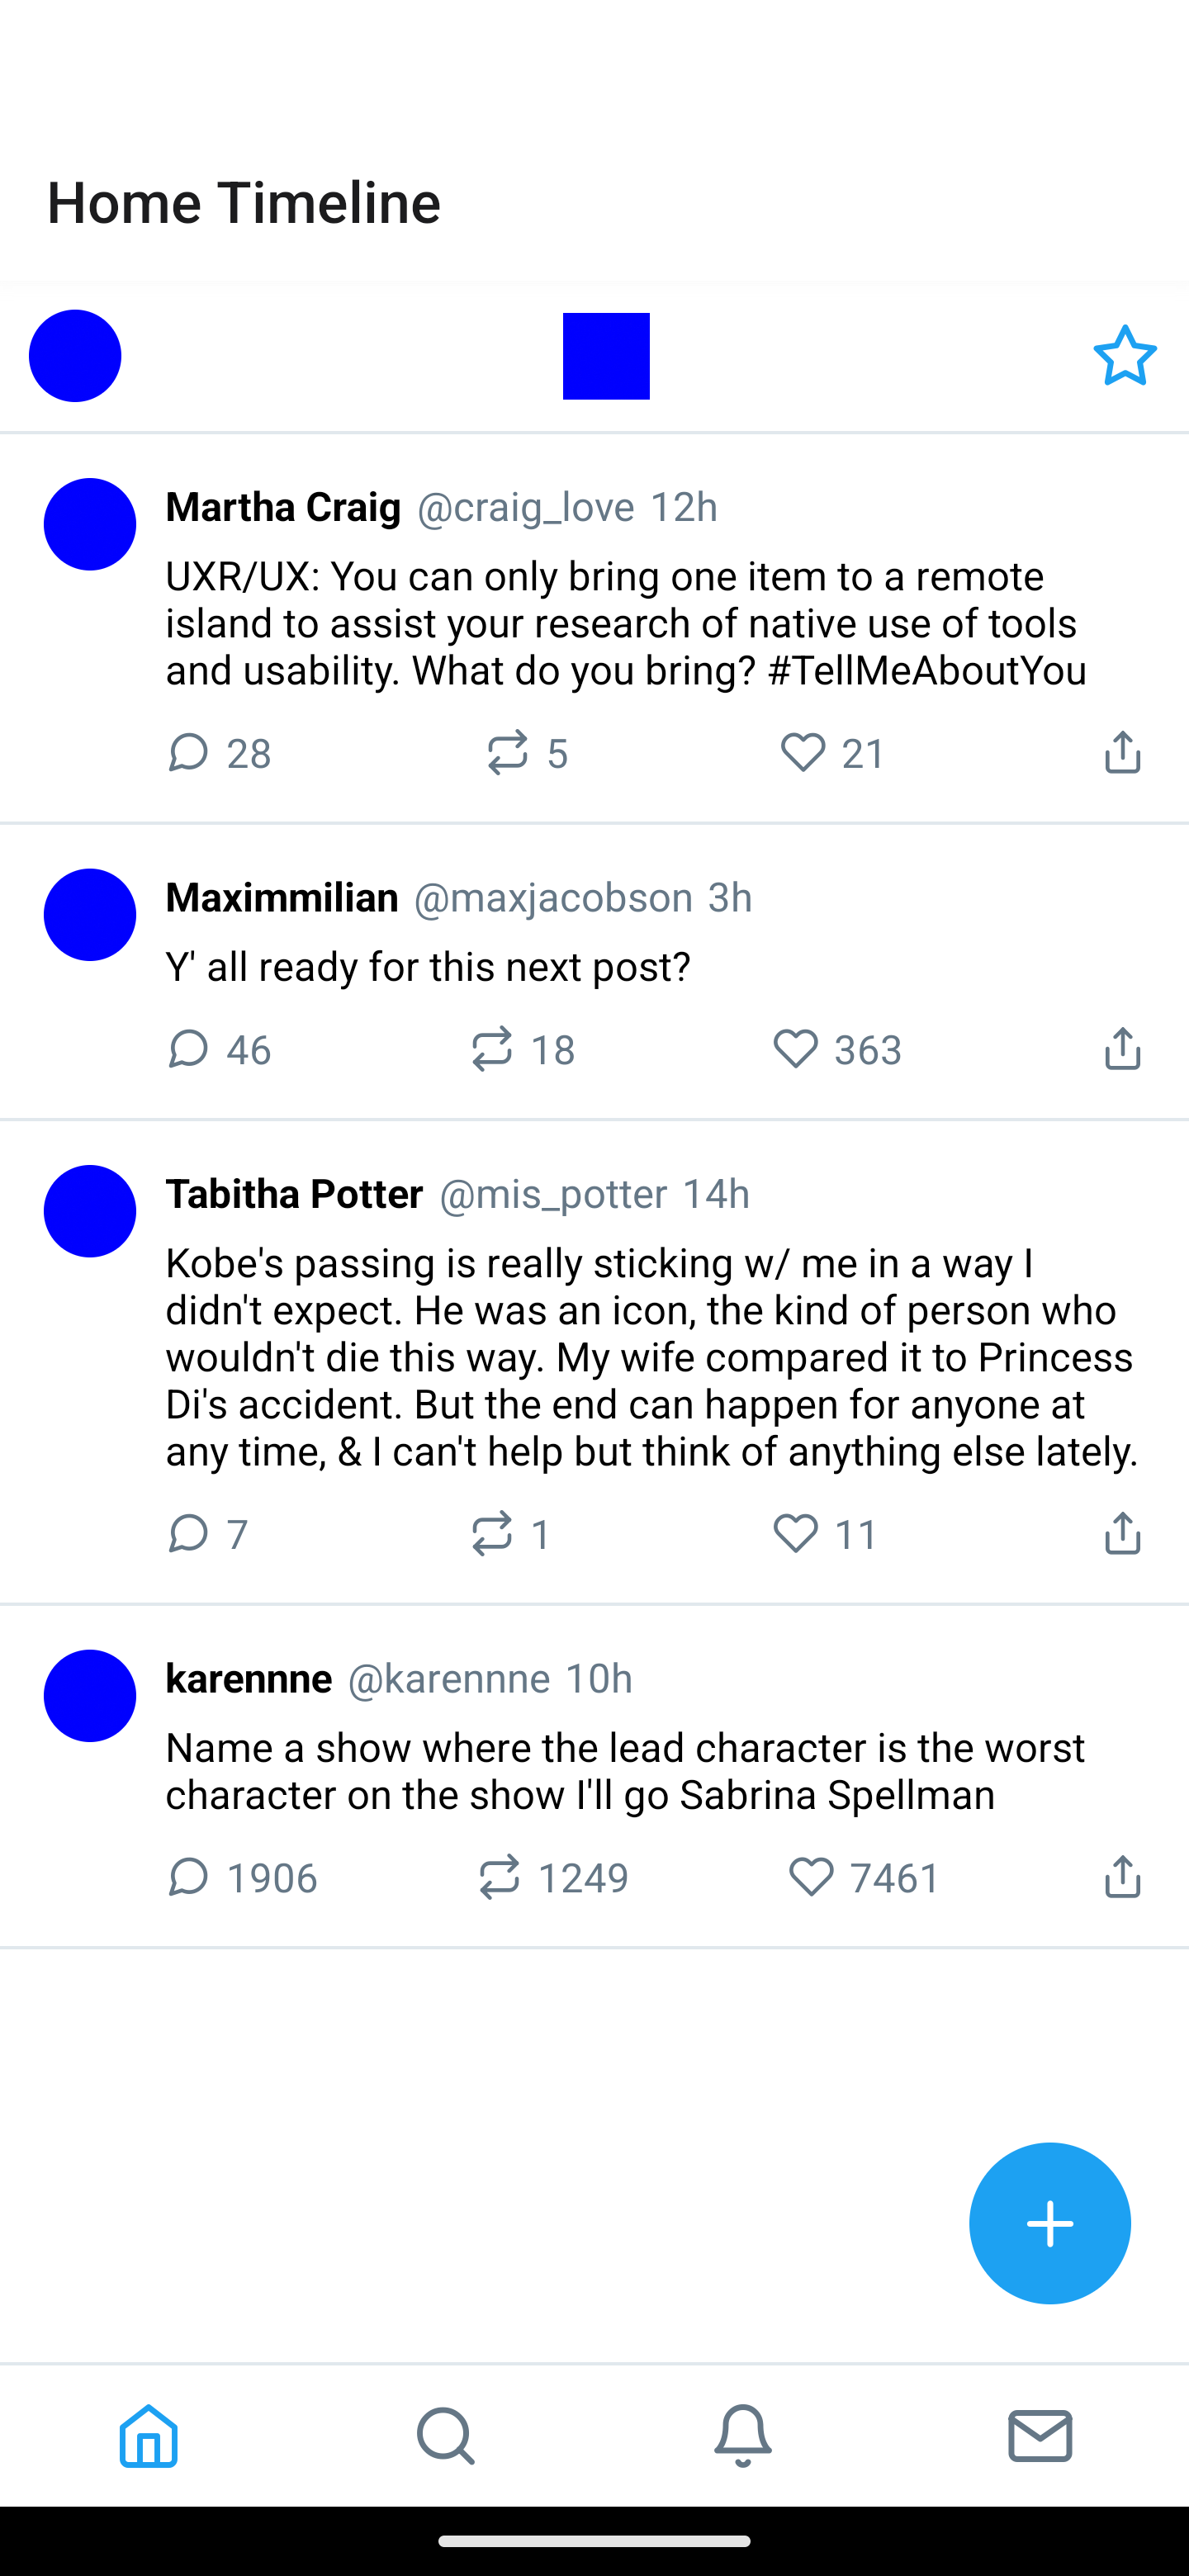 Home Timeline
Martha Craig @craig_love 12h
UXR/UX: You can only bring one item to a remote
island to assist your research of native use of tools
and usability. What do you bring? #TellMeAboutYou
28 5 21
Maximmilian @maxjacobson 3h
Y' all ready for this next post?
46 18 363
Tabitha Potter @mis_potter 14h
Kobe's passing is really sticking w/ me in a way I
didn't expect. He was an icon, the kind of person who
wouldn't die this way. My wife compared it to Princess
Di's accident. But the end can happen for anyone at
any time, & I can't help but think of anything else lately.
7 1 11
karennne @karennne 10h
Name a show where the lead character is the worst
character on the show I'll go Sabrina Spellman
1906 1249 7461